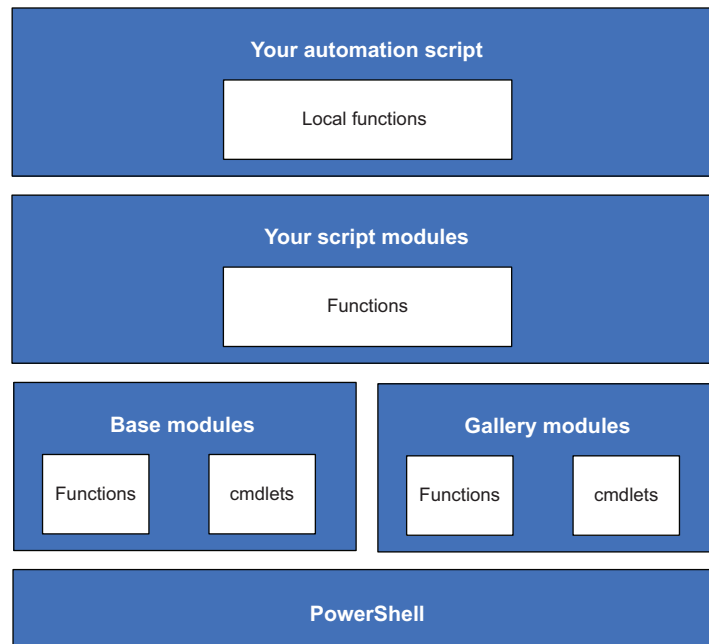 Your automation script
Local functions
Your script modules
Functions
Base modules
Functions
cmdlets
Gallery modules
Functions
cmdlets
PowerShell